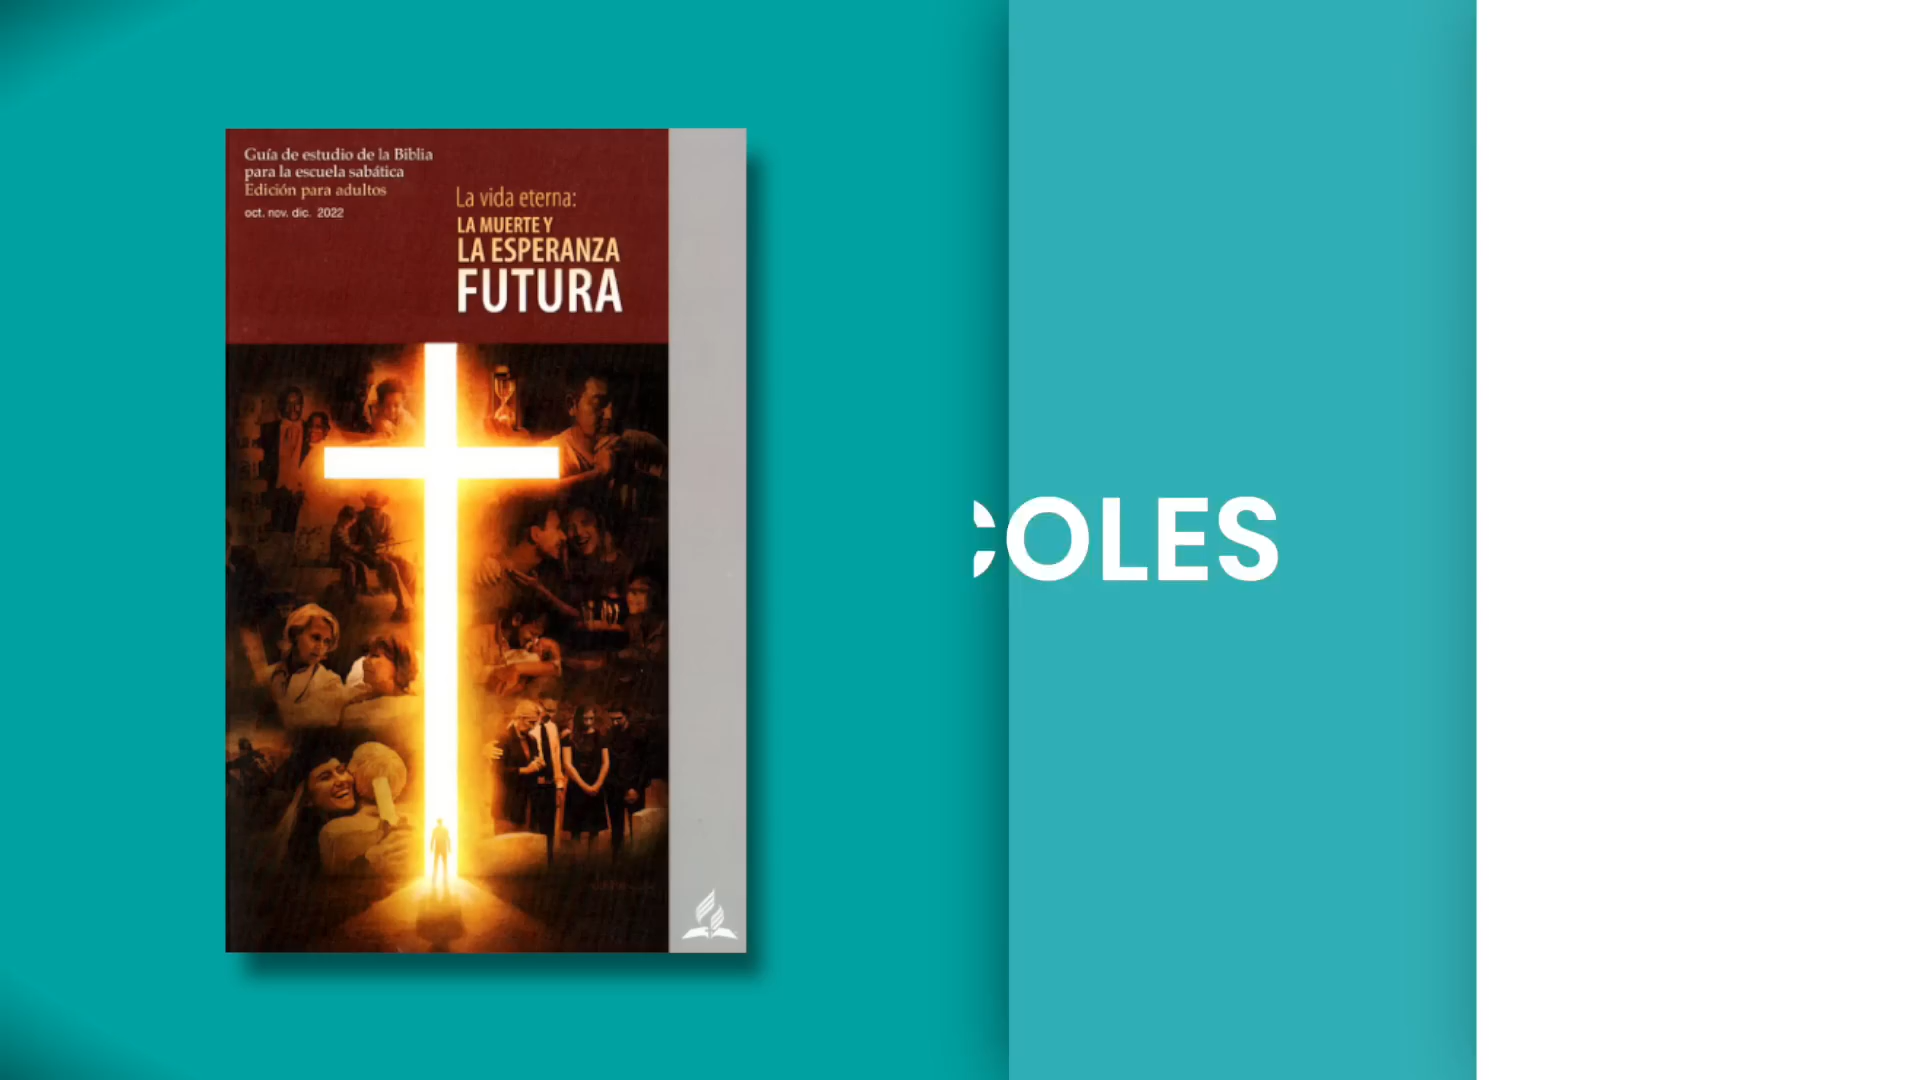 Guía de estudio de la Biblia
para la escuela sabática
Edición para adultos
oct. nov. dic. 2022
La vida eterna:
LA MUERTE Y
LA ESPERANZA
FUTURA
COLES